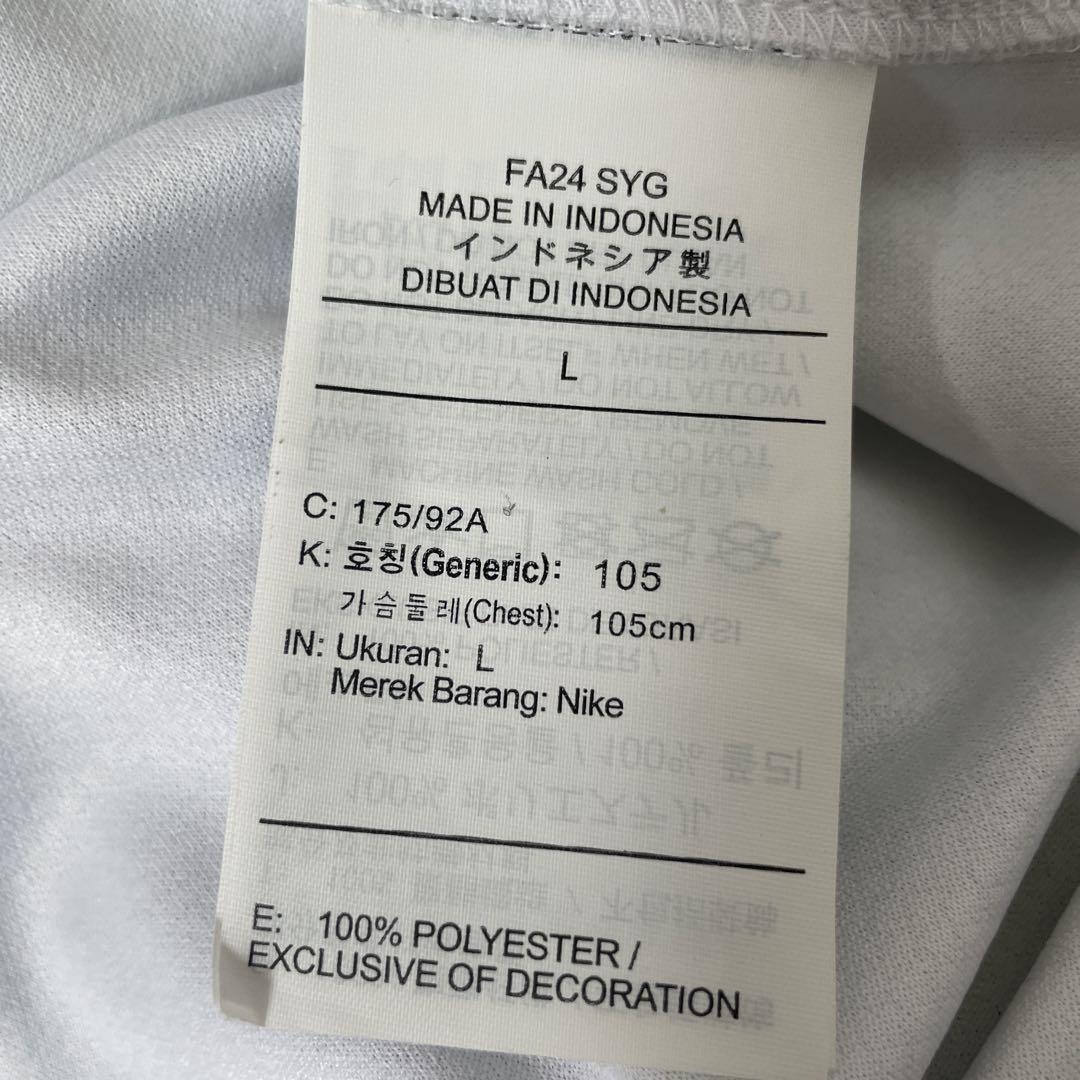 FA24 SYG
MADE IN INDONESIA
インドネシア製
DIBUAT DI INDONESIA
L
C: 175/92A
K: 호칭(Generic): 105
가슴둘레(Chest): 105cm
IN: Ukuran: L
Merek Barang: Nike
E: 100% POLYESTER /
EXCLUSIVE OF DECORATION